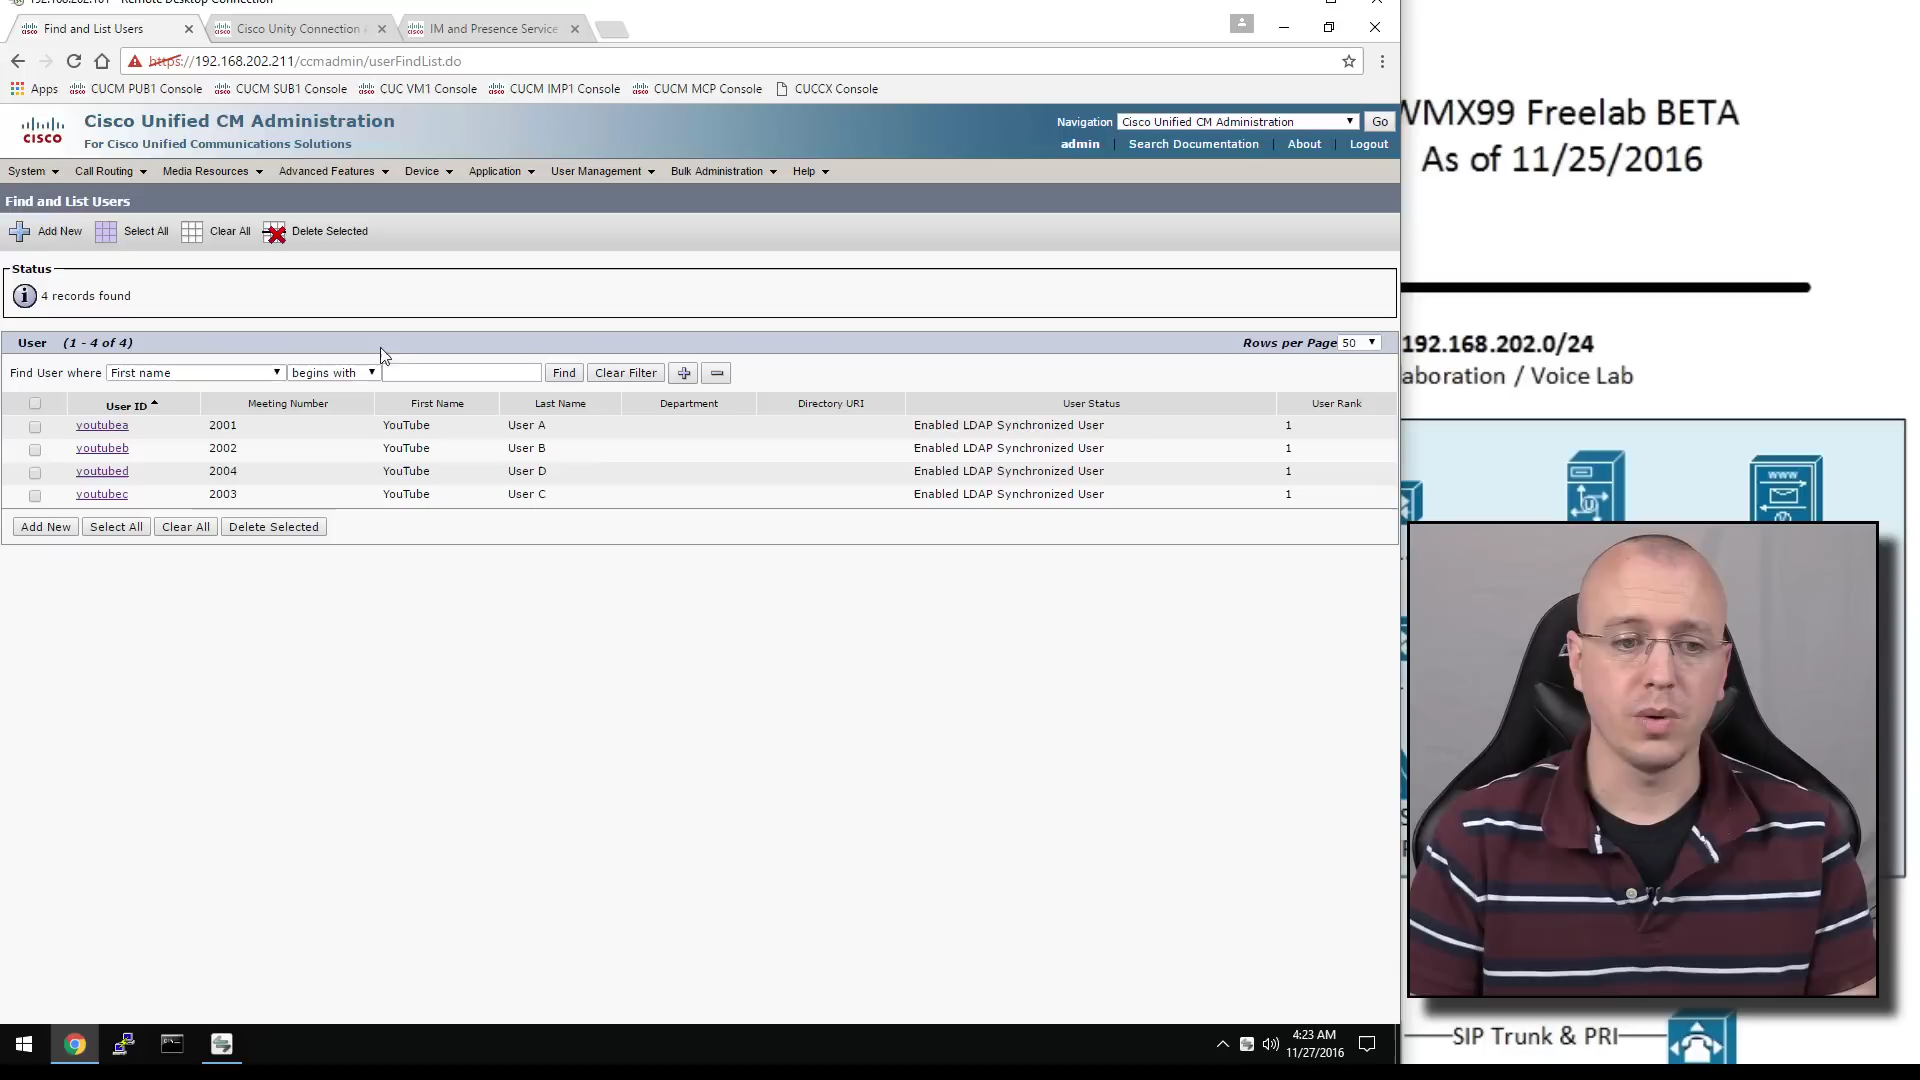 Find and List Users
Cisco Unity Connection
IM and Presence Service
https://192.168.202.211/ccmadmin/userFindList.do
Apps
CUCM PUB1 Console
CUCM SUB1 Console
CUC VM1 Console
CUCM IMP1 Console
CUCM MCP Console
CUCCX Console
CISCO
Cisco Unified CM Administration
For Cisco Unified Communications Solutions
Navigation Cisco Unified CM Administration Go
admin Search Documentation About Logout
System Call Routing Media Resources Advanced Features Device Application User Management Bulk Administration Help
Find and List Users
Add New Select All Clear All Delete Selected
Status
4 records found
User (1 - 4 of 4) Rows per Page 50
Find User where First name begins with Find Clear Filter
User ID Meeting Number First Name Last Name Department Directory URI User Status User Rank
youtubea 2001 YouTube User A Enabled LDAP Synchronized User 1
youtubeb 2002 YouTube User B Enabled LDAP Synchronized User 1
youtubed 2004 YouTube User D Enabled LDAP Synchronized User 1
youtubec 2003 YouTube User C Enabled LDAP Synchronized User 1
Add New Select All Clear All Delete Selected
4:23 AM
11/27/2016
WMX99 Freelab BETA
As of 11/25/2016
192.168.202.0/24
aboration / Voice Lab
www
SIP Trunk & PRI